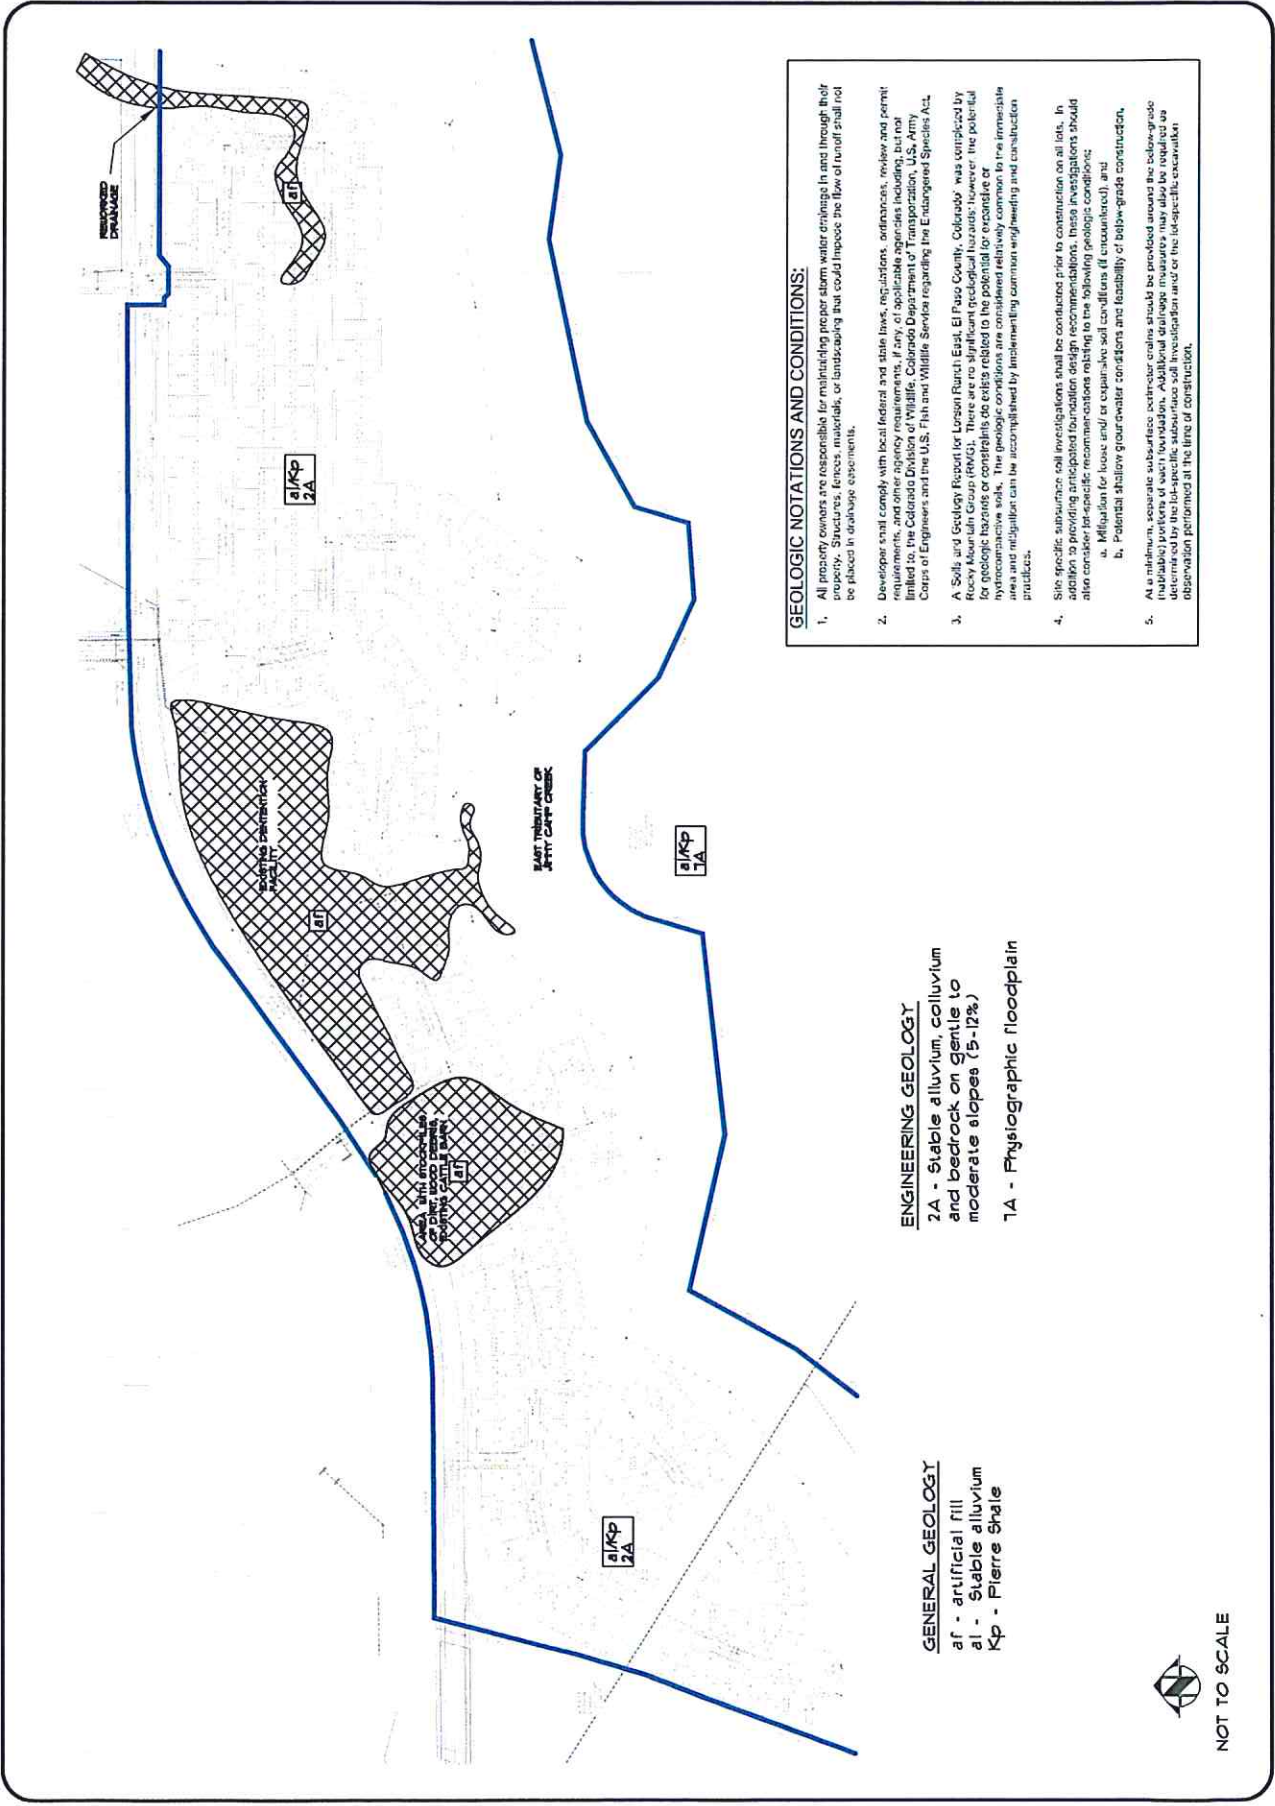 REROUTED
DRAINAGE
af
al/Kp
2A
EXISTING DENTENTION
FACILITY
af
EAST TRIBUTARY OF
JIMMY CAMP CREEK
al/Kp
7A
AREA WITH STOCKPILES
OF DIRT, WOOD DEBRIS,
EXISTING CATTLE BARN
af
al/Kp
2A
GENERAL GEOLOGY
af - artificial fill
al - Stable alluvium
Kp - Pierre Shale
ENGINEERING GEOLOGY
2A - Stable alluvium, colluvium
and bedrock on gentle to
moderate slopes (5-12%)
7A - Physiographic floodplain
GEOLOGIC NOTATIONS AND CONDITIONS:
1. All property owners are responsible for maintaining proper storm water drainage in and through their
property. Structures, fences, materials, or landscaping that could impede the flow of runoff shall not
be placed in drainage easements.
2. Developer shall comply with local federal and state laws, regulations, ordinances, review and permit
requirements, and other agency requirements, if any, of applicable agencies including, but not
limited to, the Colorado Division of Wildlife, Colorado Department of Transportation, U.S. Army
Corps of Engineers and the U.S. Fish and Wildlife Service regarding the Endangered Species Act.
3. A Soils and Geology Report for Lorson Ranch East, El Paso County, Colorado" was completed by
Rocky Mountain Group (RMG). There are no significant geological hazards; however, the potential
for geologic hazards or constraints do exists related to the potential for expansive or
hydrocompactive soils. The geologic conditions are considered relatively common to the immediate
area and mitigation can be accomplished by implementing common engineering and construction
practices.
4. Site specific subsurface soil investigations shall be conducted prior to construction on all lots. In
addition to providing anticipated foundation design recommendations, these investigations should
also consider lot-specific recommendations relating to the following geologic conditions:
a. Mitigation for loose and/ or expansive soil conditions (if encountered), and
b. Potential shallow groundwater conditions and feasibility of below-grade construction.
5. At a minimum, separate subsurface perimeter drains should be provided around the below-grade
(habitable) portions of each foundation. Additional drainage measures may also be required as
determined by the lot-specific subsurface soil investigation and/ or the lot-specific excavation
observation performed at the time of construction.
N
NOT TO SCALE